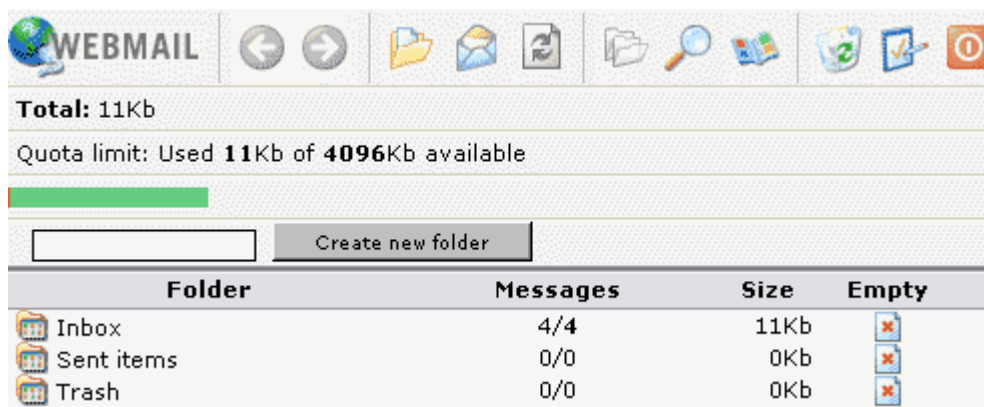 WEBMAIL
Total: 11Kb
Quota limit: Used 11Kb of 4096Kb available
Create new folder
Folder Messages Size Empty
Inbox 4/4 11Kb
Sent items 0/0 0Kb
Trash 0/0 0Kb